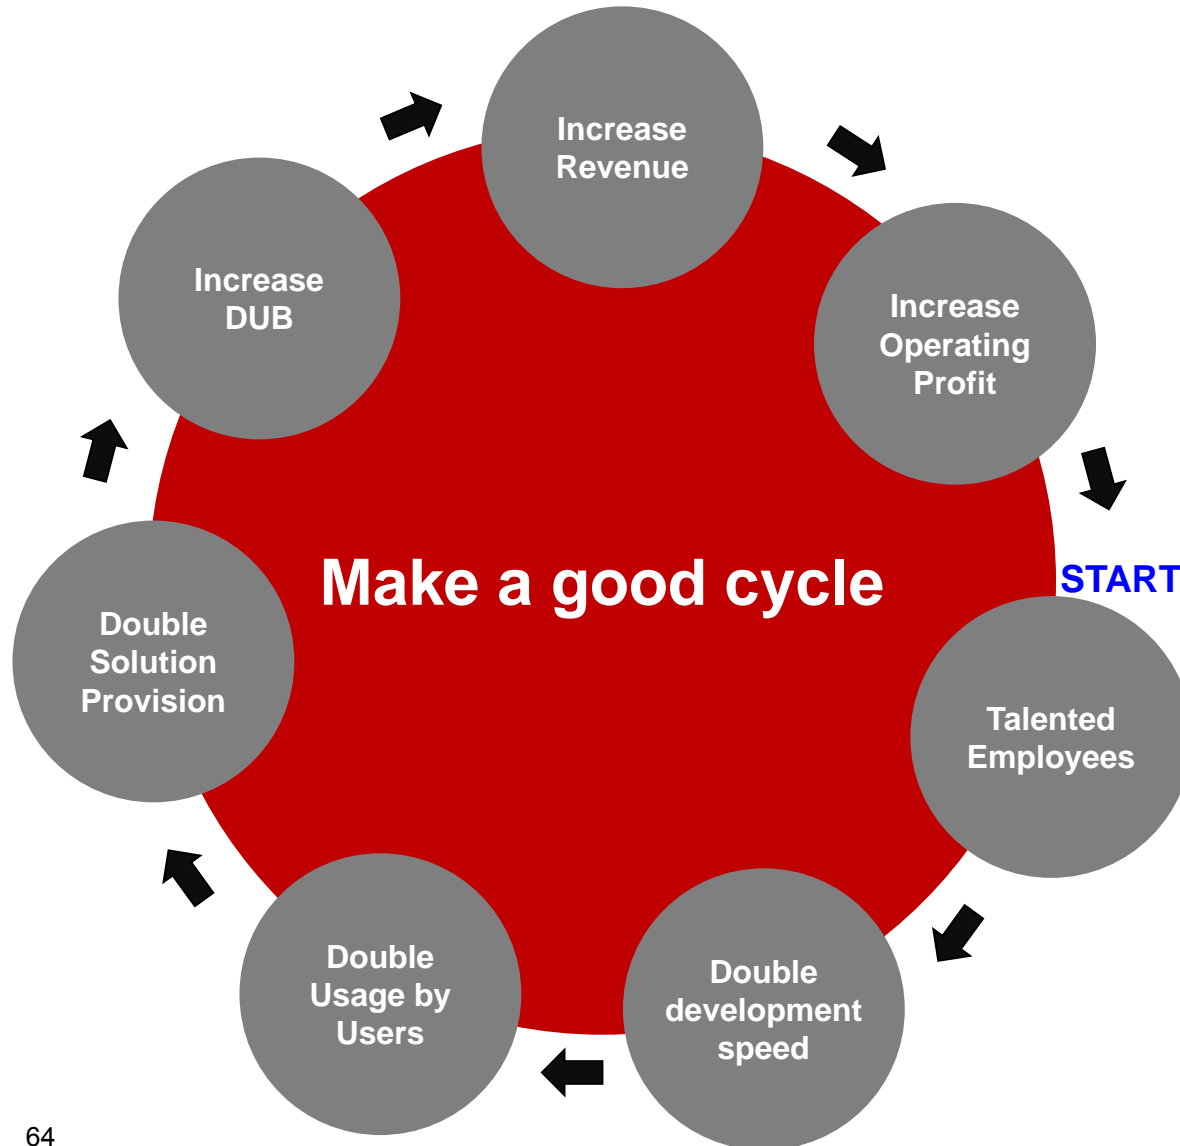 Increase
Revenue
Increase
DUB
Increase
Operating
Profit
Make a good cycle
START
Double
Solution
Provision
Talented
Employees
Double
Usage by
Users
Double
development
speed
64